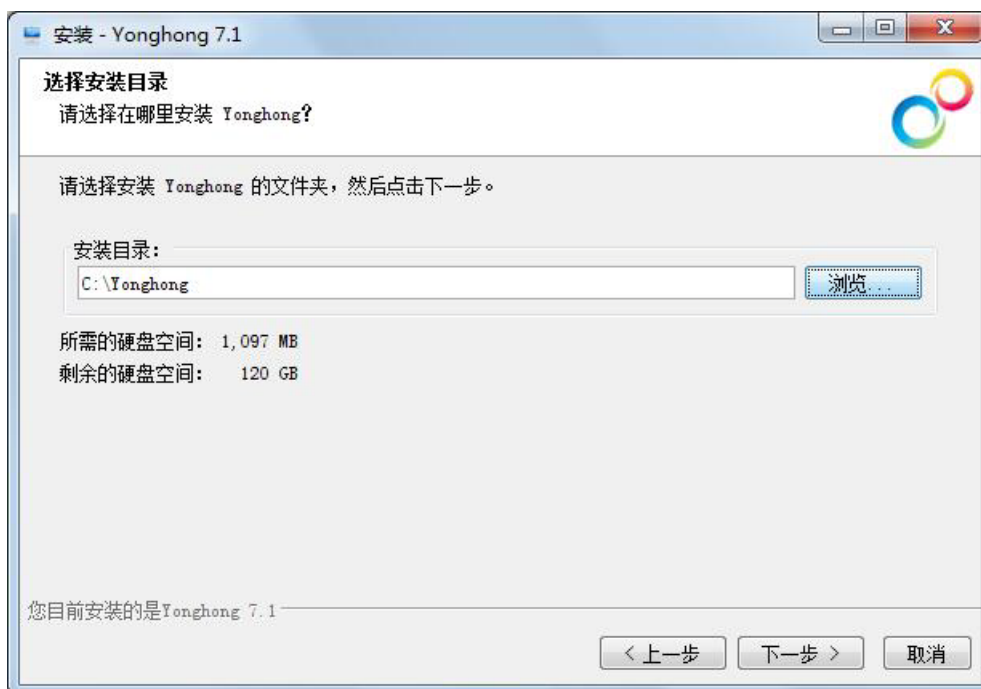 安装 - Yonghong 7.1
选择安装目录
请选择在哪里安装 Yonghong?
请选择安装 Yonghong 的文件夹，然后点击下一步。
安装目录:
C:\Yonghong
浏览...
所需的硬盘空间: 1,097 MB
剩余的硬盘空间: 120 GB
您目前安装的是Yonghong 7.1
< 上一步 下一步 > 取消